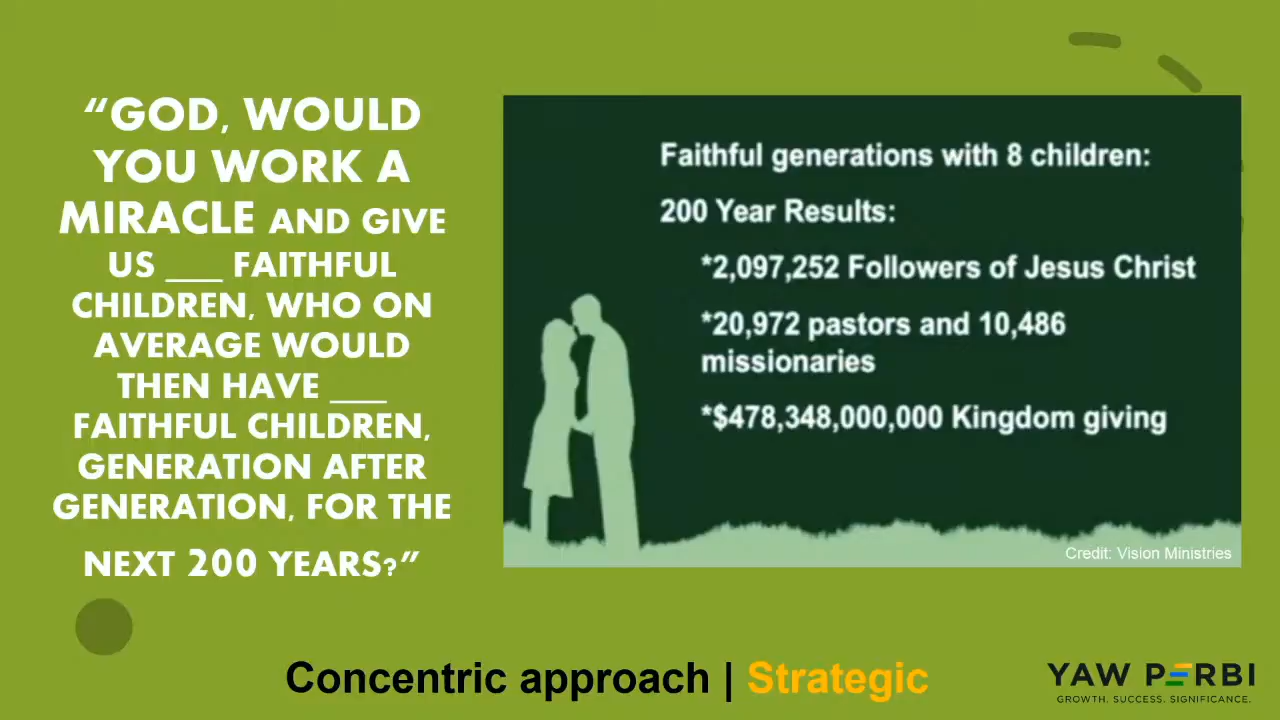 “GOD, WOULD
YOU WORK A
MIRACLE AND GIVE
US ___ FAITHFUL
CHILDREN, WHO ON
AVERAGE WOULD
THEN HAVE ___
FAITHFUL CHILDREN,
GENERATION AFTER
GENERATION, FOR THE
NEXT 200 YEARS?”
Faithful generations with 8 children:
200 Year Results:
*2,097,252 Followers of Jesus Christ
*20,972 pastors and 10,486
missionaries
*$478,348,000,000 Kingdom giving
Credit: Vision Ministries
Concentric approach | Strategic
YAW PERBI
GROWTH. SUCCESS. SIGNIFICANCE.